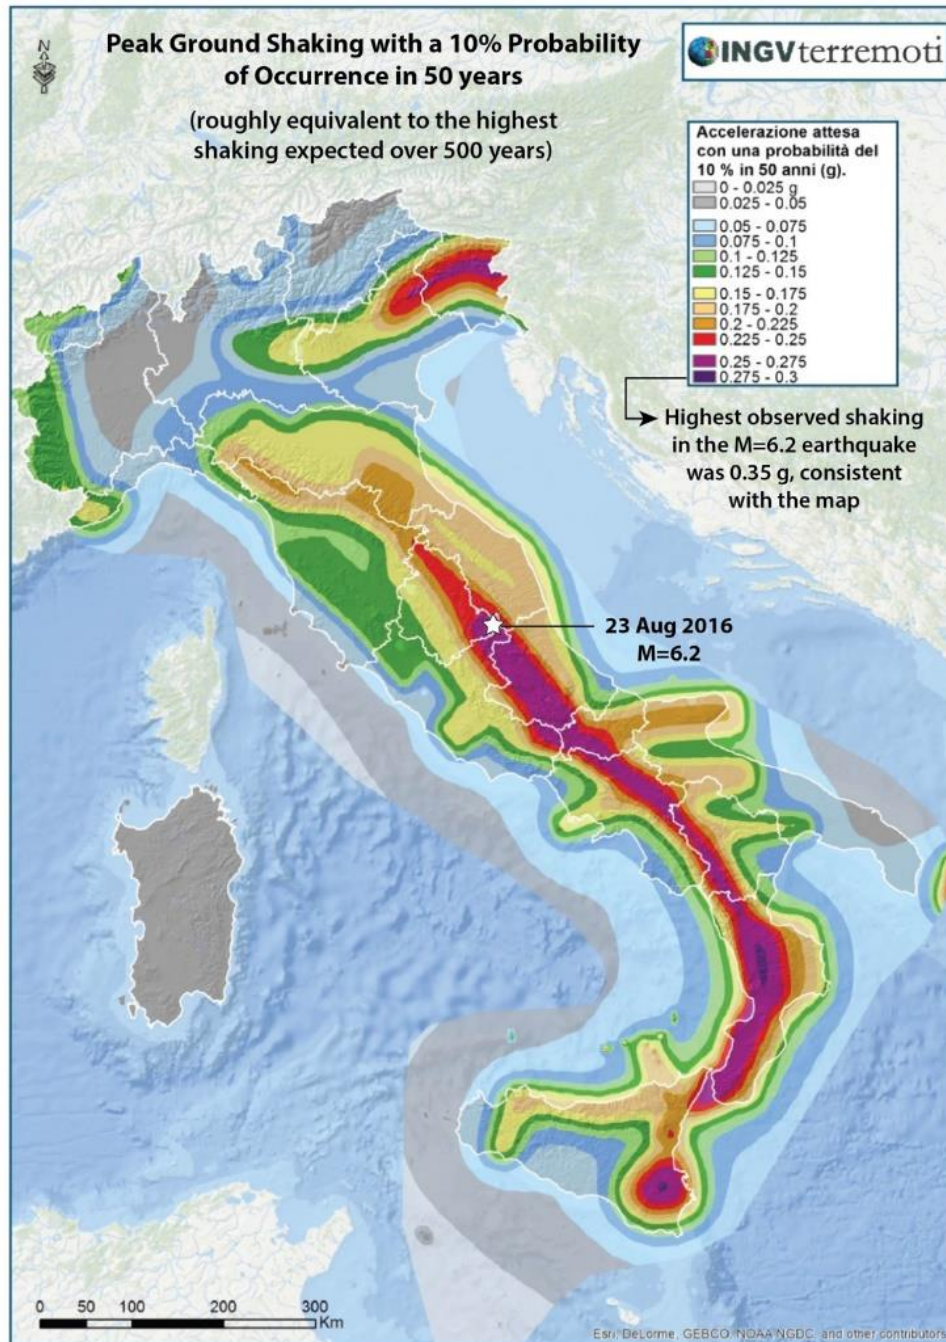 N
Peak Ground Shaking with a 10% Probability
of Occurrence in 50 years
(roughly equivalent to the highest
shaking expected over 500 years)
INGVterremoti
Accelerazione attesa
con una probabilità del
10 % in 50 anni (g).
0 - 0.025 g
0.025 - 0.05
0.05 - 0.075
0.075 - 0.1
0.1 - 0.125
0.125 - 0.15
0.15 - 0.175
0.175 - 0.2
0.2 - 0.225
0.225 - 0.25
0.25 - 0.275
0.275 - 0.3
Highest observed shaking
in the M=6.2 earthquake
was 0.35 g, consistent
with the map
23 Aug 2016
M=6.2
0 50 100 200 300
Km
Esri, DeLorme, GEBCO, NOAA NGDC, and other contributors